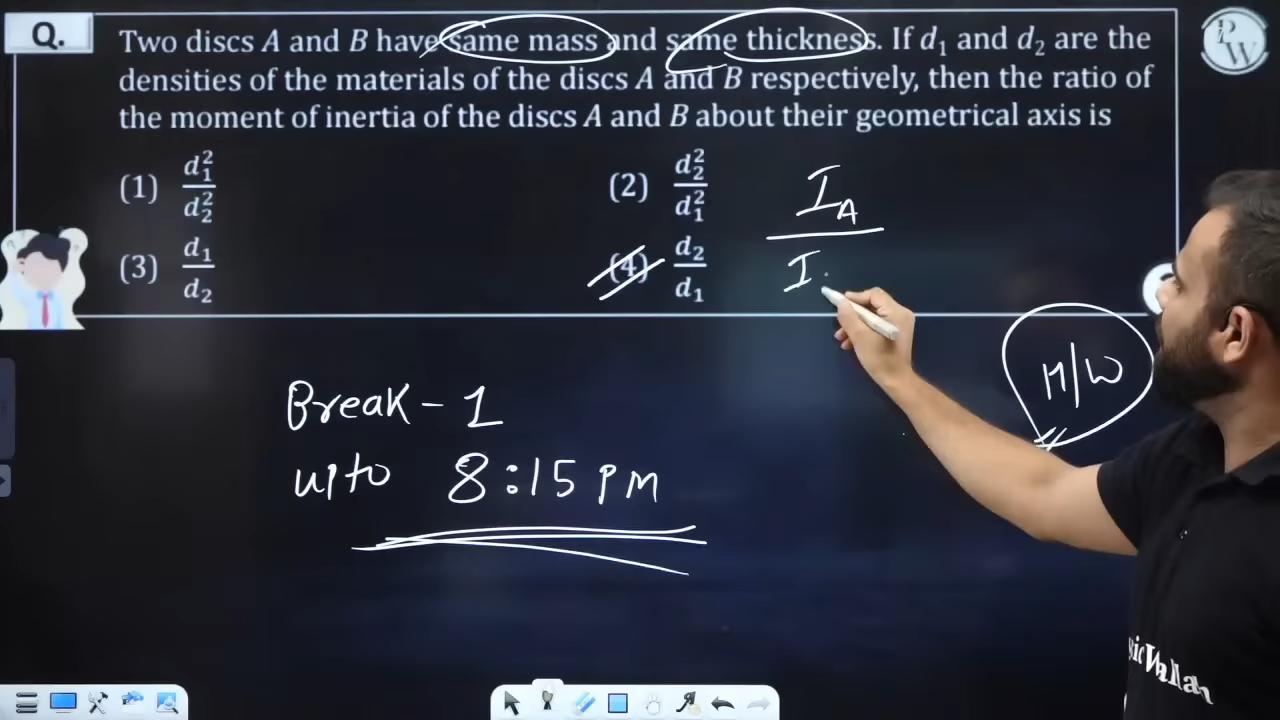 Q.
Two discs A and B have same mass and same thickness. If d₁ and d₂ are the
densities of the materials of the discs A and B respectively, then the ratio of
the moment of inertia of the discs A and B about their geometrical axis is
(1) d₁²/d₂²
(2) d₂²/d₁²
(3) d₁/d₂
(4) d₂/d₁
I_A
I
H/W
Break - 1
upto 8:15 PM
PW